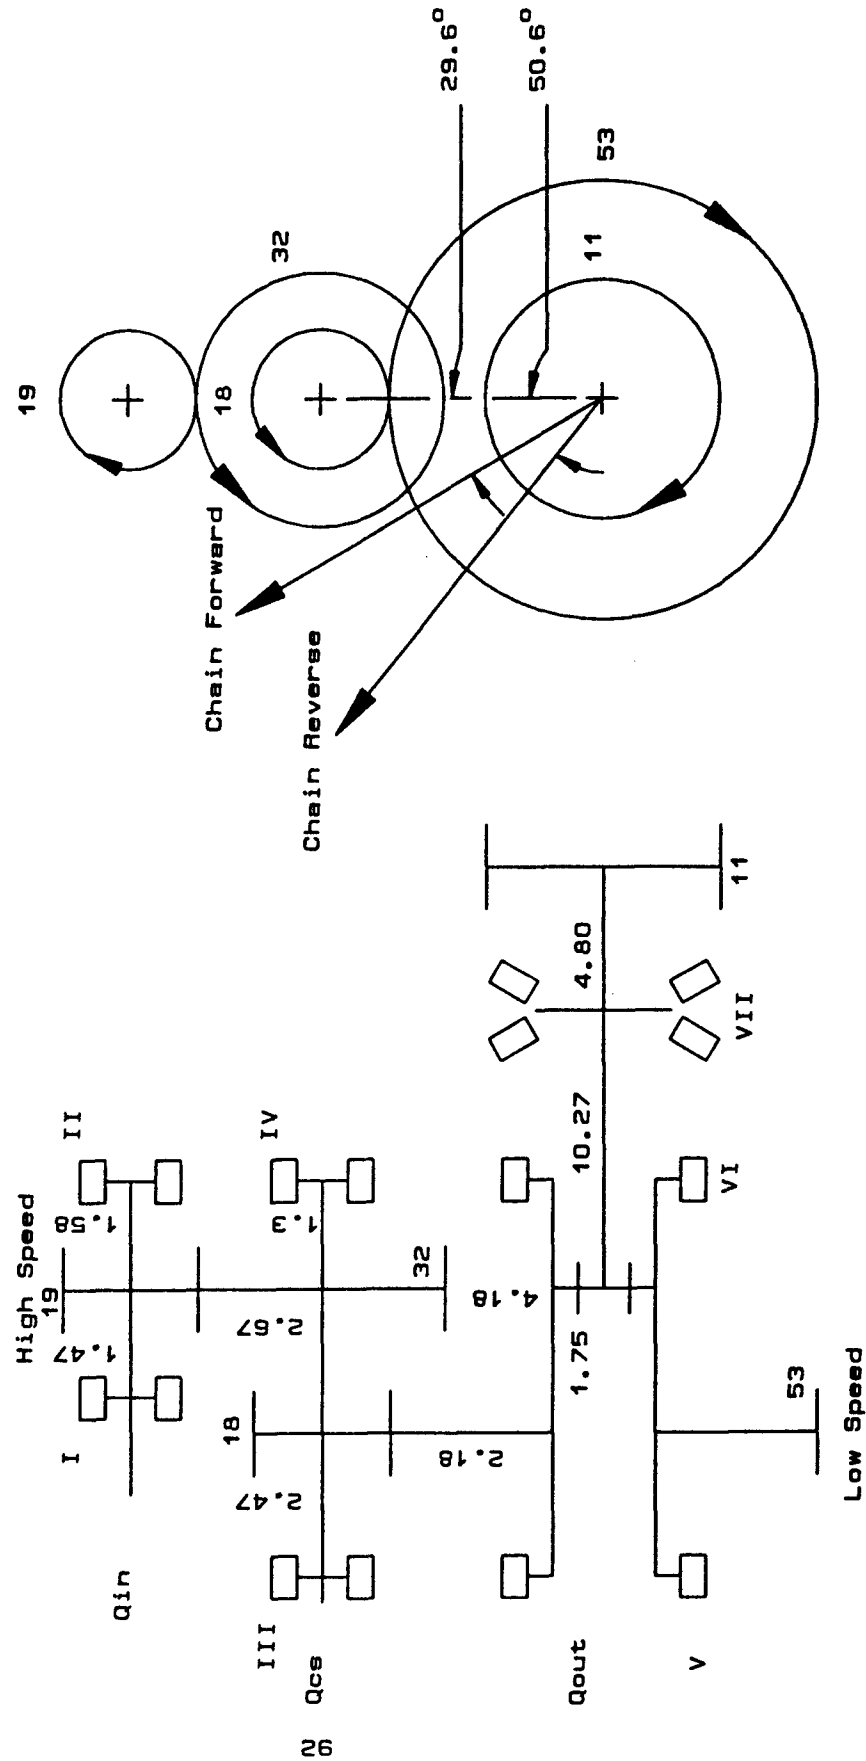 High Speed
19
I
1.47
1.58
II
Qin
III
18
2.47
2.67
1.3
IV
Qcs
32
2.18
4.18
1.75
10.27
4.80
Qout
V
53
VI
VII
11
Low Speed
19
18
32
Chain Forward
Chain Reverse
29.6°
50.6°
11
53
92